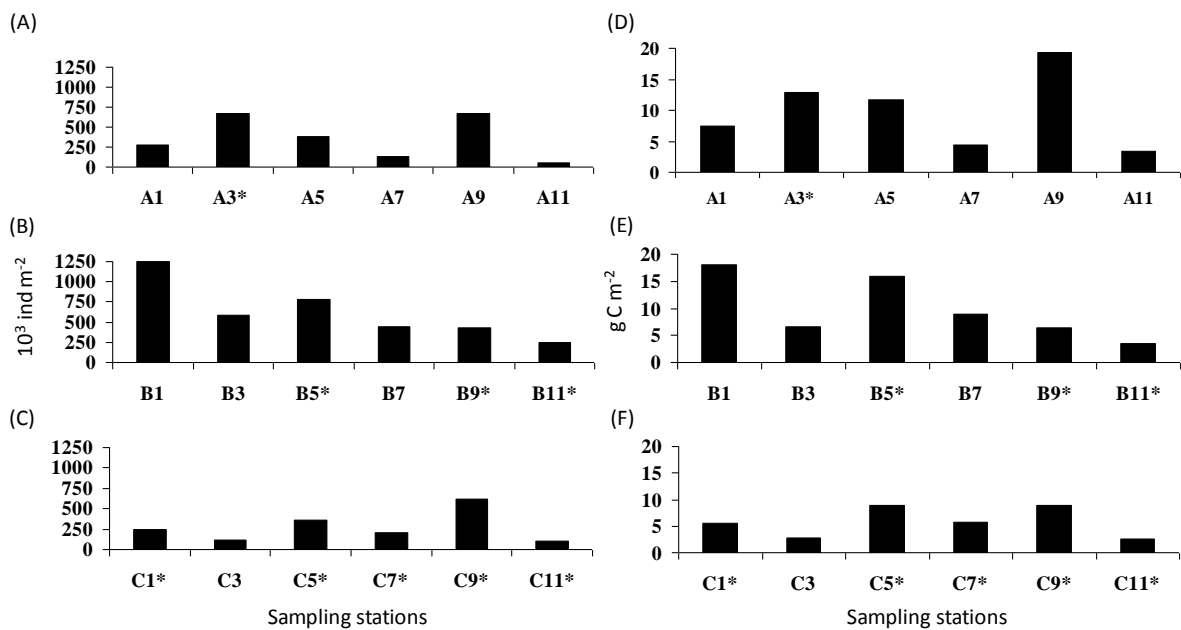 (A)
1250
1000
750
500
250
0
A1 A3* A5 A7 A9 A11
(B)
10³ ind m⁻²
1250
1000
750
500
250
0
B1 B3 B5* B7 B9* B11*
(C)
1250
1000
750
500
250
0
C1* C3 C5* C7* C9* C11*
Sampling stations
(D)
20
15
10
5
0
A1 A3* A5 A7 A9 A11
(E)
g C m⁻²
20
15
10
5
0
B1 B3 B5* B7 B9* B11*
(F)
20
15
10
5
0
C1* C3 C5* C7* C9* C11*
Sampling stations